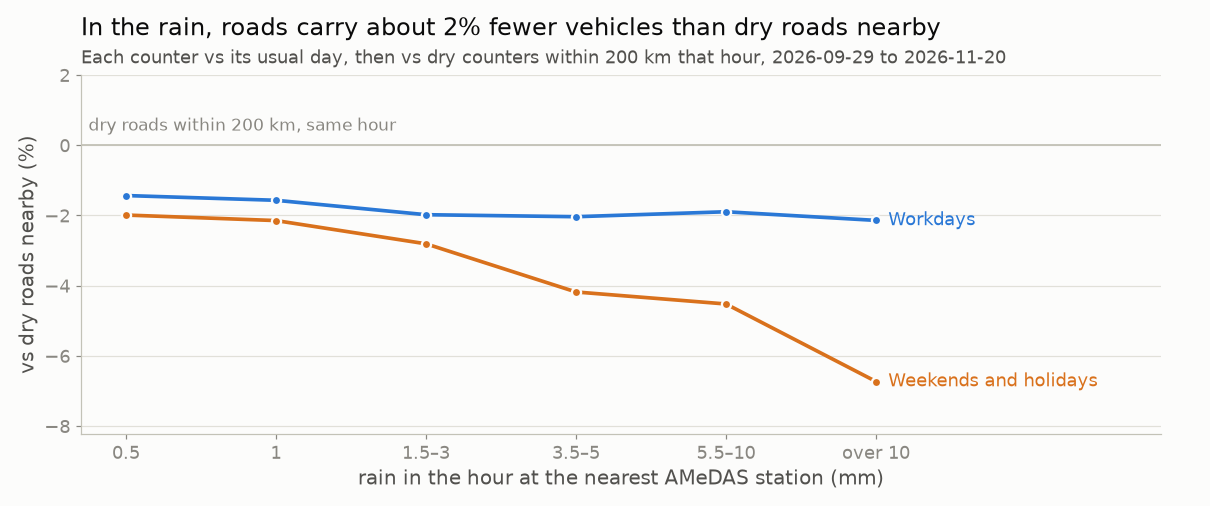 In the rain, roads carry about 2% fewer vehicles than dry roads nearby
Each counter vs its usual day, then vs dry counters within 200 km that hour, 2026-09-29 to 2026-11-20
vs dry roads nearby (%)
2
0
−2
−4
−6
−8
dry roads within 200 km, same hour
Workdays
Weekends and holidays
0.5
1
1.5–3
3.5–5
5.5–10
over 10
rain in the hour at the nearest AMeDAS station (mm)